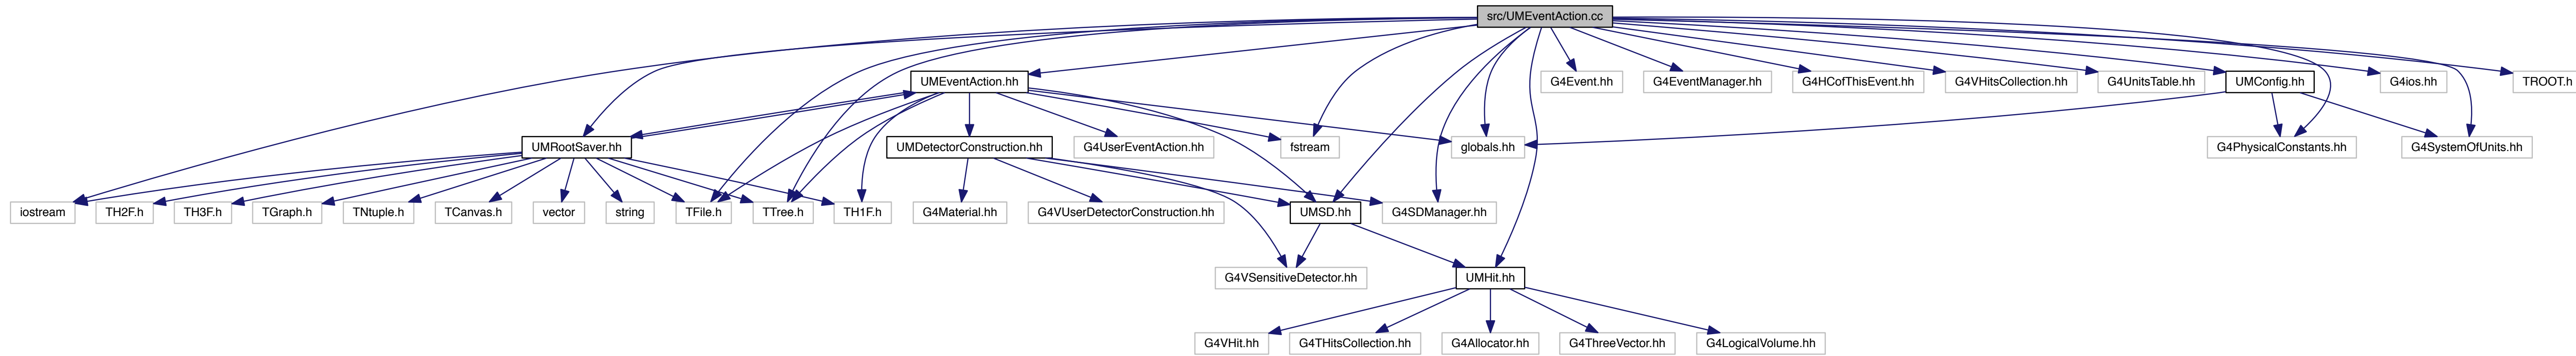 src/UMEventAction.cc
UMEventAction.hh
G4Event.hh
G4EventManager.hh
G4HCofThisEvent.hh
G4VHitsCollection.hh
G4UnitsTable.hh
UMConfig.hh
G4ios.hh
TROOT.h
UMRootSaver.hh
UMDetectorConstruction.hh
G4UserEventAction.hh
fstream
globals.hh
G4PhysicalConstants.hh
G4SystemOfUnits.hh
iostream
TH2F.h
TH3F.h
TGraph.h
TNtuple.h
TCanvas.h
vector
string
TFile.h
TTree.h
TH1F.h
G4Material.hh
G4VUserDetectorConstruction.hh
UMSD.hh
G4SDManager.hh
G4VSensitiveDetector.hh
UMHit.hh
G4VHit.hh
G4THitsCollection.hh
G4Allocator.hh
G4ThreeVector.hh
G4LogicalVolume.hh